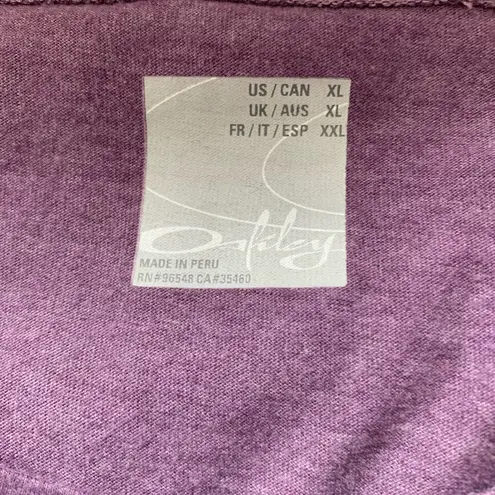 US / CAN XL
UK / AUS XL
FR / IT / ESP XXL
Oakley
MADE IN PERU
RN#96548 CA#35460